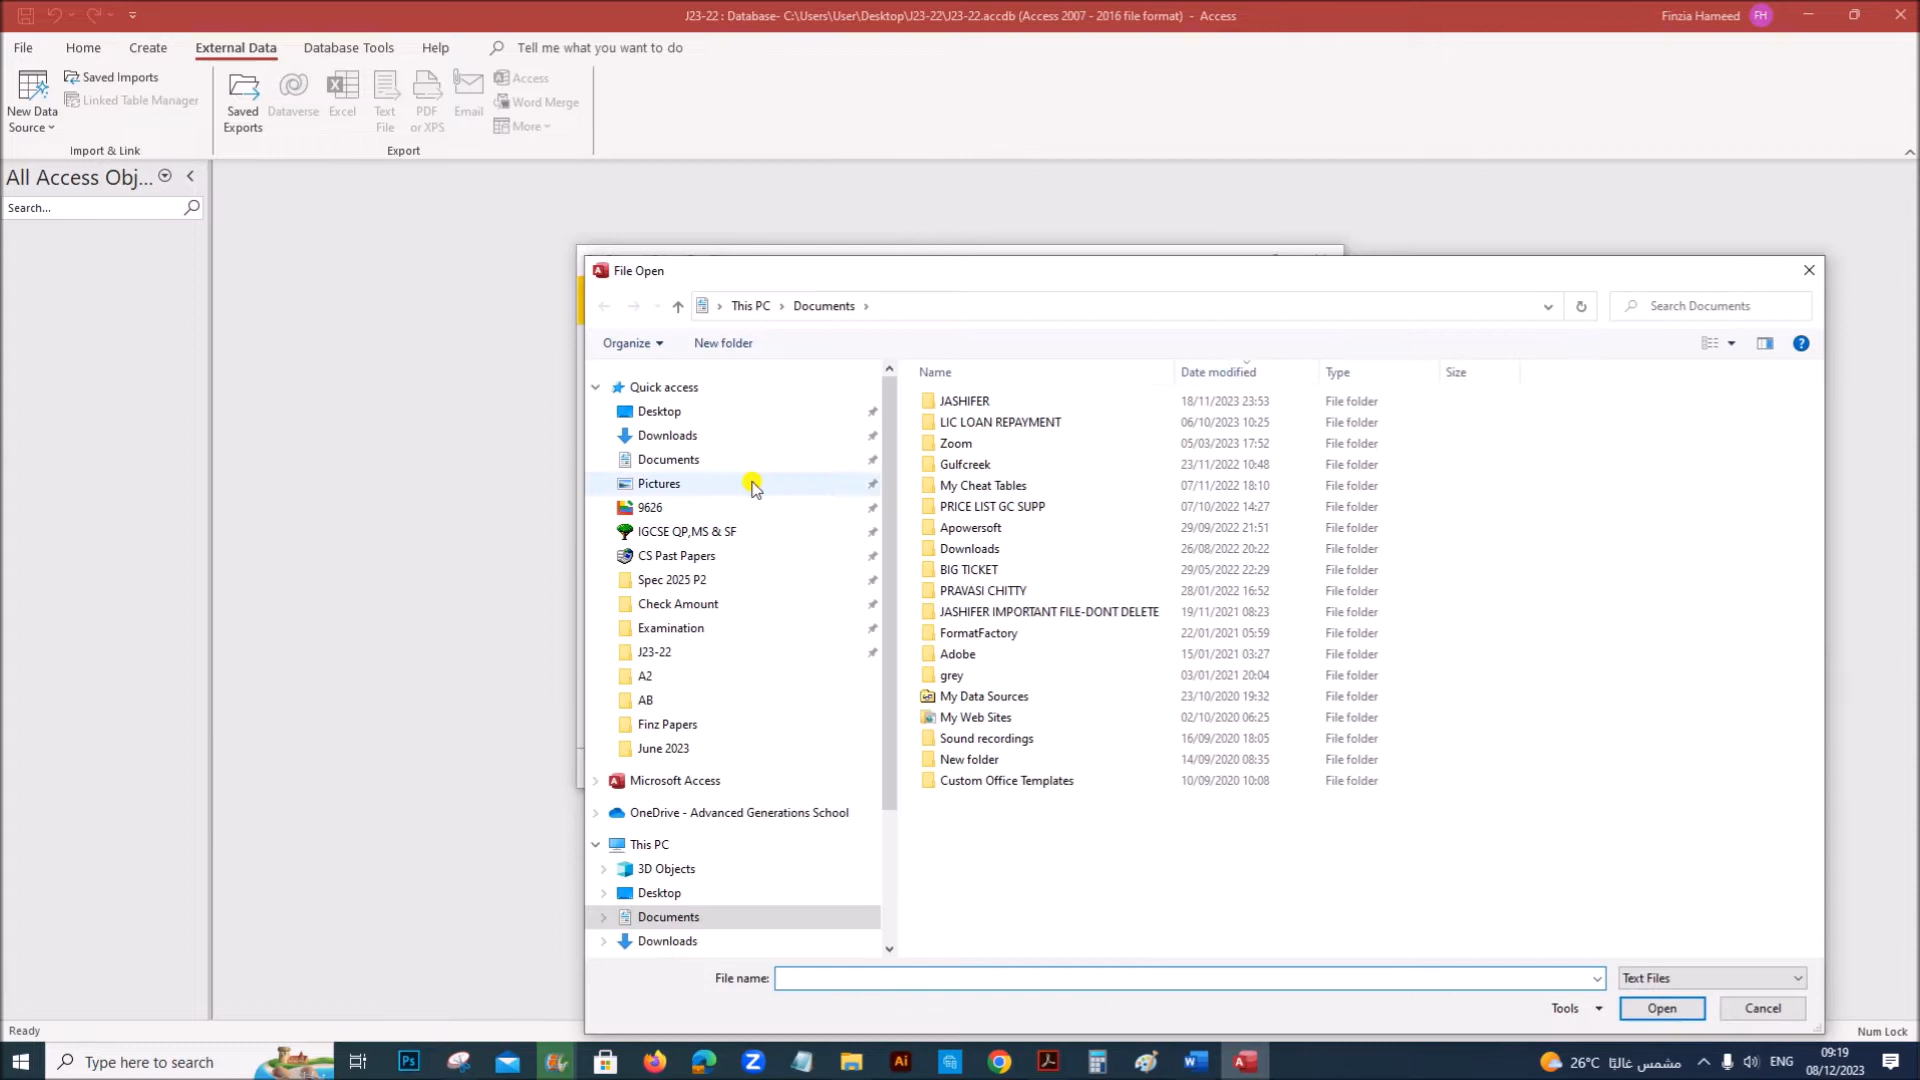 J23-22 : Database- C:\Users\User\Desktop\J23-22\J23-22.accdb (Access 2007 - 2016 file format) - Access
Finzia Hameed FH
File Home Create External Data Database Tools Help Tell me what you want to do
New Data Source
Saved Imports
Linked Table Manager
Import & Link
Saved Exports
Dataverse
Excel
Text File
PDF or XPS
Email
Access
Word Merge
More
Export
All Access Obj...
Search...
File Open
This PC > Documents >
Search Documents
Organize New folder
Quick access
Desktop
Downloads
Documents
Pictures
9626
IGCSE QP,MS & SF
CS Past Papers
Spec 2025 P2
Check Amount
Examination
J23-22
A2
AB
Finz Papers
June 2023
Microsoft Access
OneDrive - Advanced Generations School
This PC
3D Objects
Desktop
Documents
Downloads
Name Date modified Type Size
JASHIFER 18/11/2023 23:53 File folder
LIC LOAN REPAYMENT 06/10/2023 10:25 File folder
Zoom 05/03/2023 17:52 File folder
Gulfcreek 23/11/2022 10:48 File folder
My Cheat Tables 07/11/2022 18:10 File folder
PRICE LIST GC SUPP 07/10/2022 14:27 File folder
Apowersoft 29/09/2022 21:51 File folder
Downloads 26/08/2022 20:22 File folder
BIG TICKET 29/05/2022 22:29 File folder
PRAVASI CHITTY 28/01/2022 16:52 File folder
JASHIFER IMPORTANT FILE-DONT DELETE 19/11/2021 08:23 File folder
FormatFactory 22/01/2021 05:59 File folder
Adobe 15/01/2021 03:27 File folder
grey 03/01/2021 20:04 File folder
My Data Sources 23/10/2020 19:32 File folder
My Web Sites 02/10/2020 06:25 File folder
Sound recordings 16/09/2020 18:05 File folder
New folder 14/09/2020 08:35 File folder
Custom Office Templates 10/09/2020 10:08 File folder
File name:
Text Files
Tools
Open
Cancel
Ready
Num Lock
Type here to search
Ps
Ai
26°C مشمس غالبًا
ENG
09:19
08/12/2023